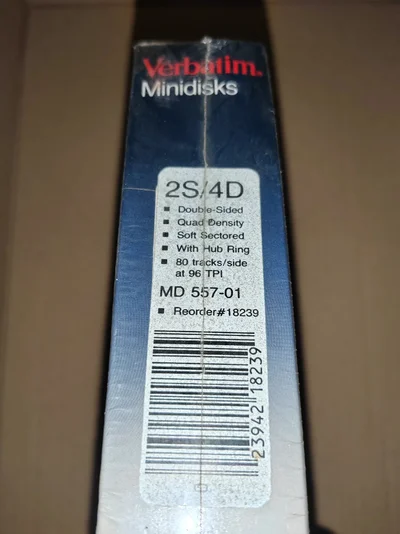 Verbatim.
Minidisks
2S/4D
▪ Double-Sided
▪ Quad Density
▪ Soft Sectored
▪ With Hub Ring
▪ 80 tracks/side
at 96 TPI
MD 557-01
▪ Reorder#18239
23942 18239